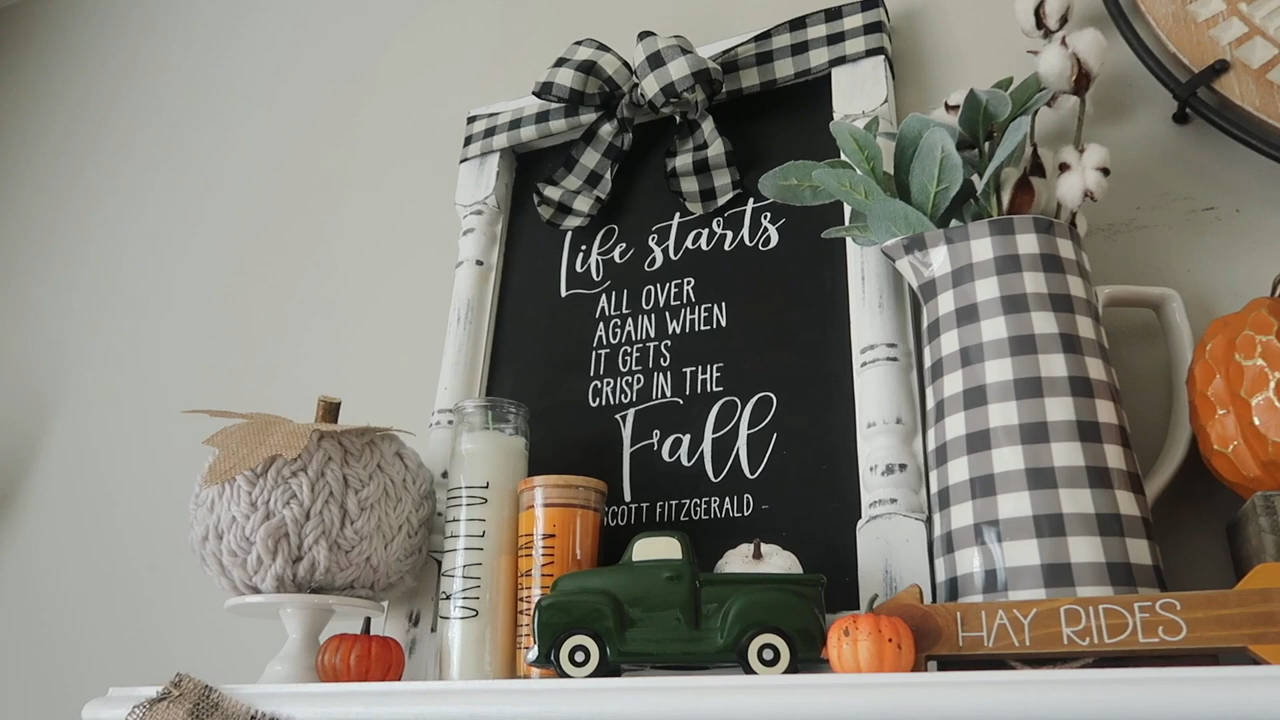 Life starts
ALL OVER
AGAIN WHEN
IT GETS
CRISP IN THE
Fall
SCOTT FITZGERALD -
GRATEFUL
HAY RIDES